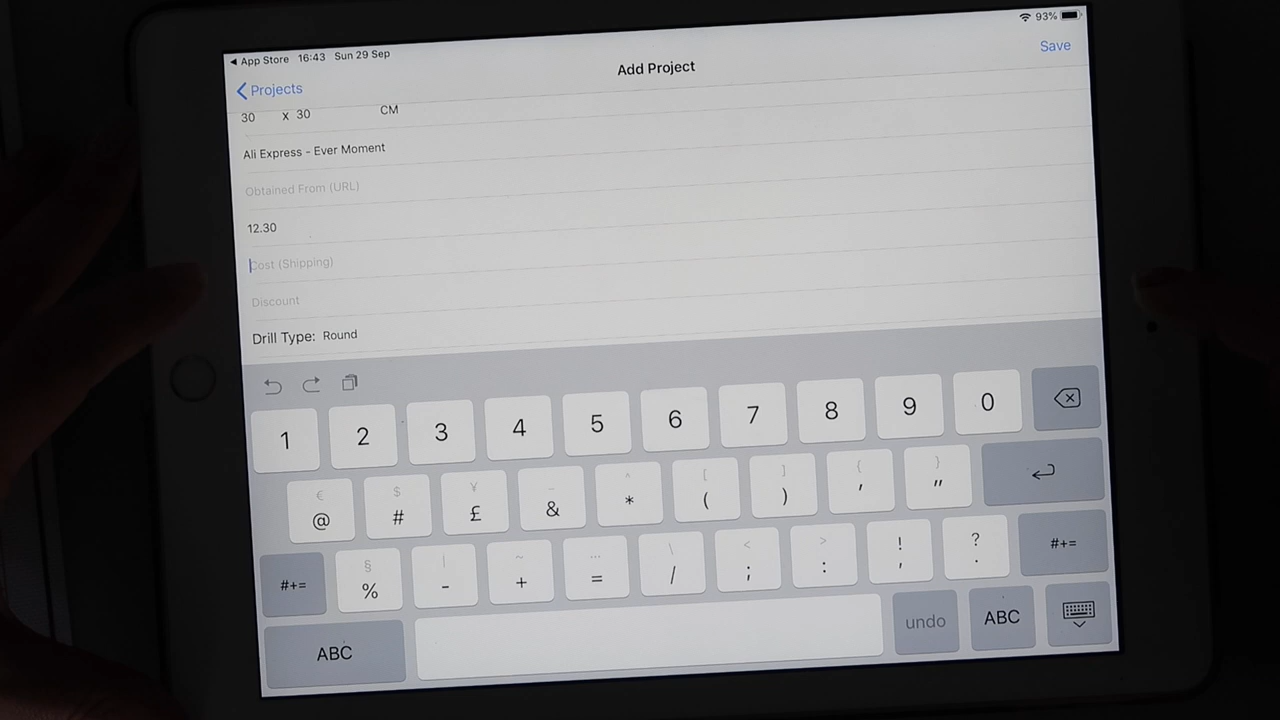 ◀ App Store 16:43 Sun 29 Sep 93%
Projects Add Project Save
30 x 30 CM
Ali Express - Ever Moment
Obtained From (URL)
12.30
Cost (Shipping)
Discount
Drill Type: Round
1 2 3 4 5 6 7 8 9 0
€ $ ¥ _ ^ [ ] { }
@ # £ & * ( ) ' "
§ | ~ … \ < > ! ?
#+= % - + = / ; : , . #+=
ABC undo ABC